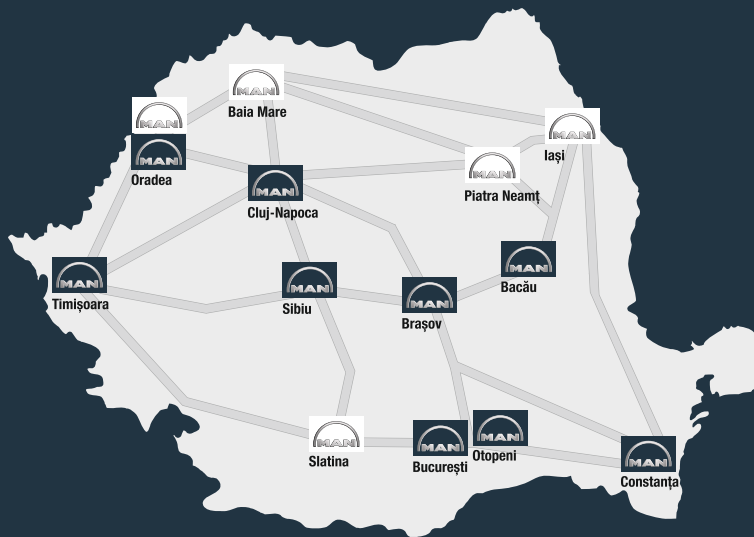 MAN
Baia Mare
MAN
MAN
Oradea
MAN
Iași
MAN
Piatra Neamț
MAN
Cluj-Napoca
MAN
Timișoara
MAN
Sibiu
MAN
Brașov
MAN
Bacău
MAN
Slatina
MAN
București
MAN
Otopeni
MAN
Constanța